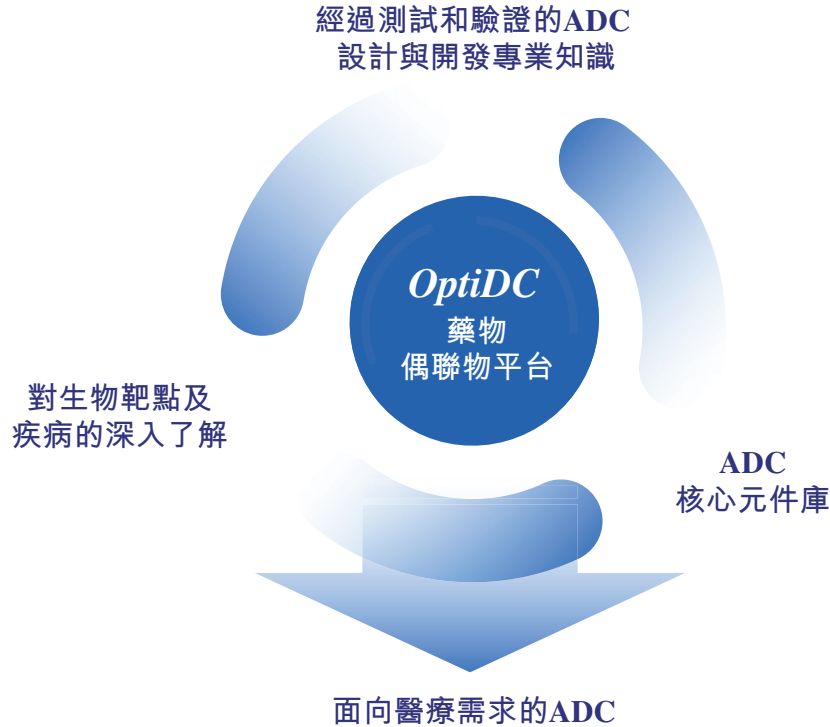 經過測試和驗證的ADC
設計與開發專業知識
OptiDC
藥物
偶聯物平台
對生物靶點及
疾病的深入了解
ADC
核心元件庫
面向醫療需求的ADC